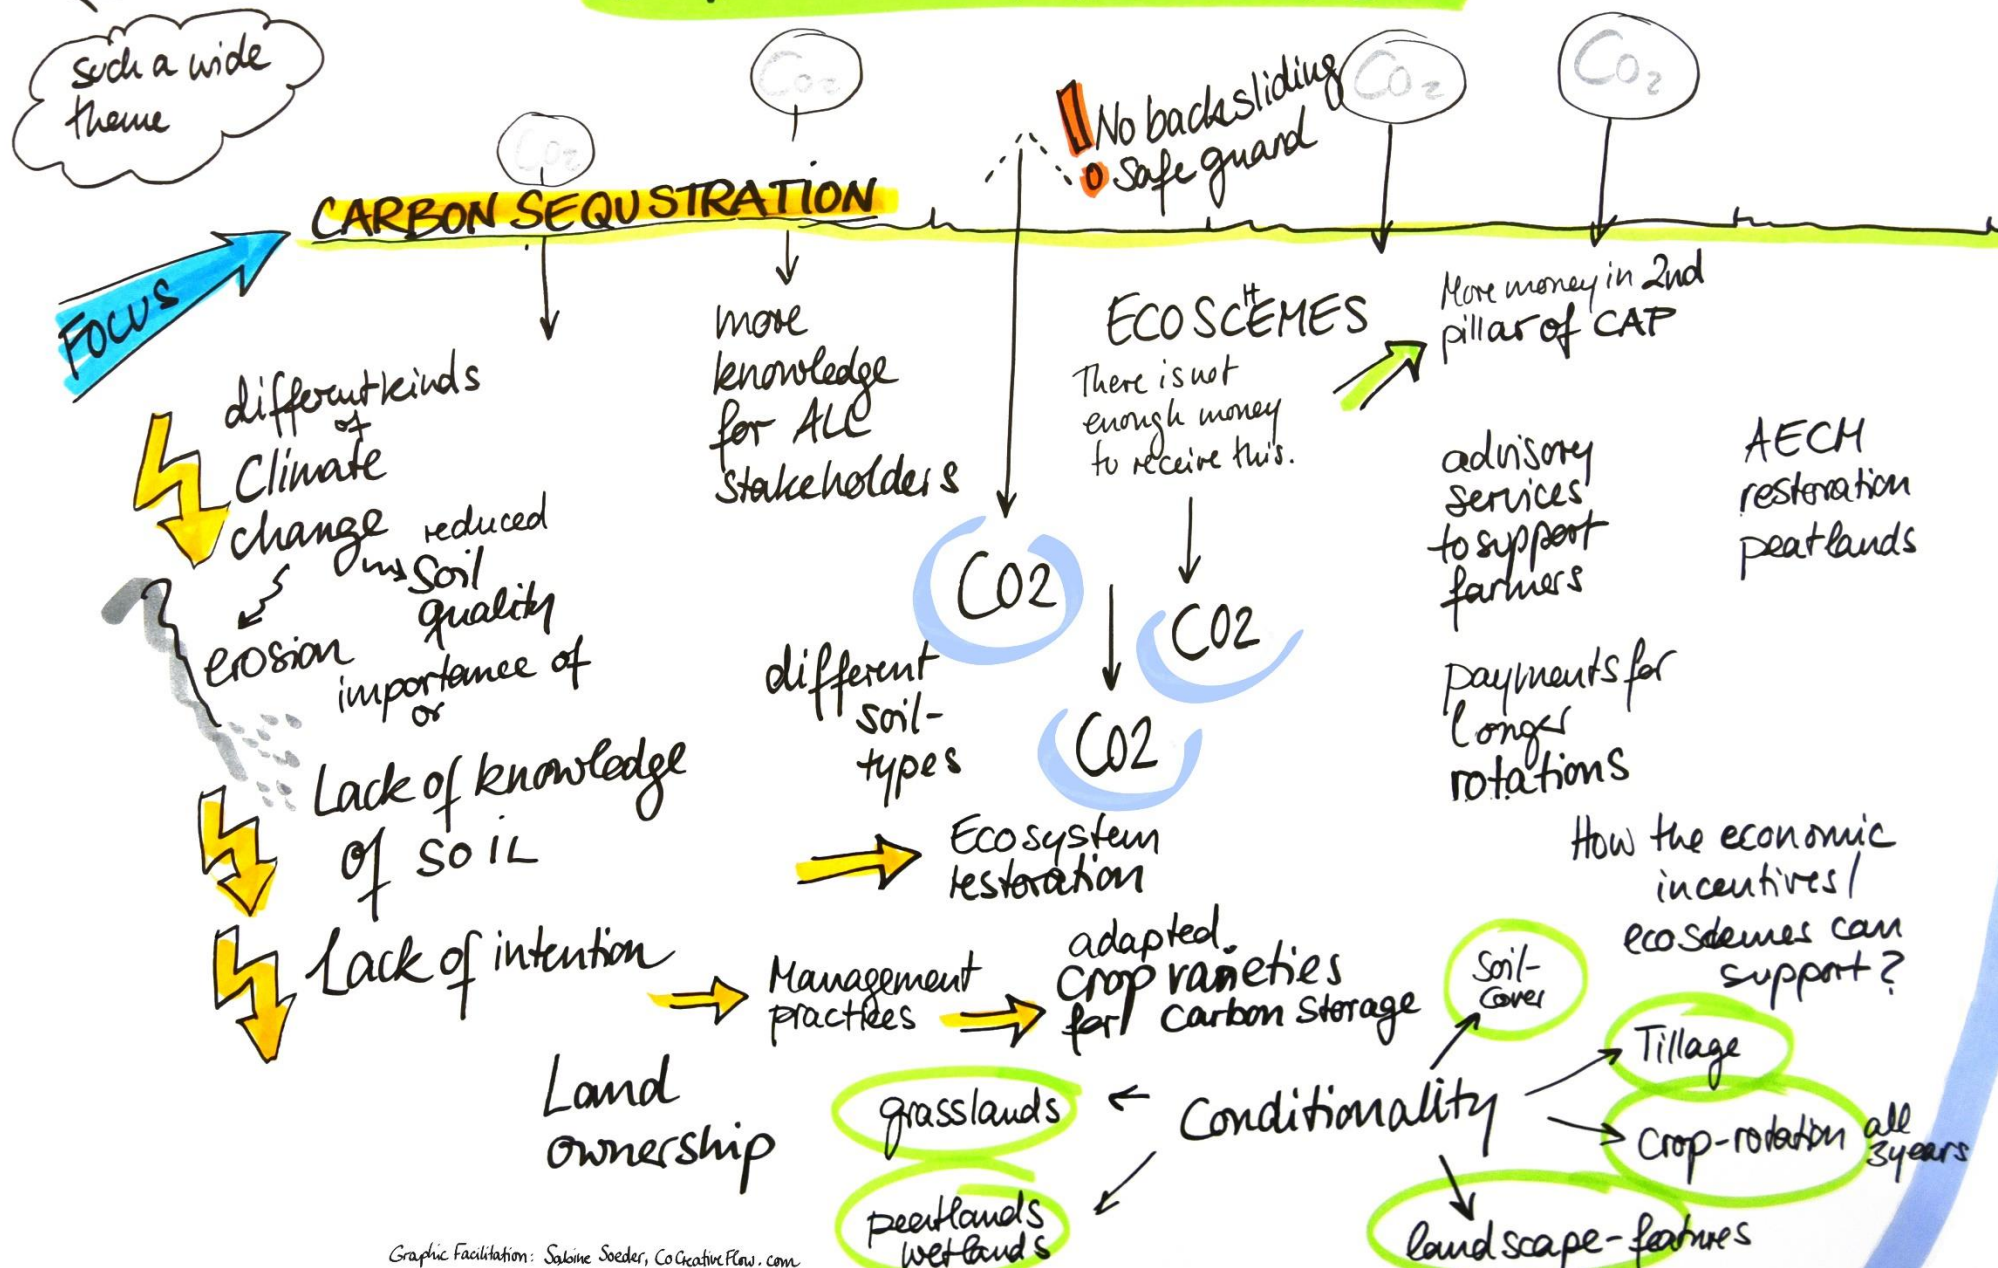 such a wide
theme
Co2
Co2
Co2
Co2
No backsliding
Safe guard
CARBON SEQUSTRATION
FOCUS
different kinds
of
Climate
change
reduced
soil
quality
erosion
importance of
or
Lack of knowledge
of SOIL
Lack of intention
more
knowledge
for ALL
stakeholders
ECO SCHEMES
There is not
enough money
to receive this.
More money in 2nd
pillar of CAP
advisory
services
to support
farmers
AECM
restoration
peatlands
payments for
longer
rotations
CO2
CO2
CO2
different
soil-
types
Ecosystem
restoration
Management
practices
adapted
crop varieties
for carbon storage
How the economic
incentives/
ecoscemes can
support?
Land
ownership
Conditionality
Soil-
cover
Tillage
Crop-rotation
all
3years
landscape-features
grasslands
peatlands
wetlands
Graphic Facilitation: Sabine Soeder, CoCreativeFlow.com